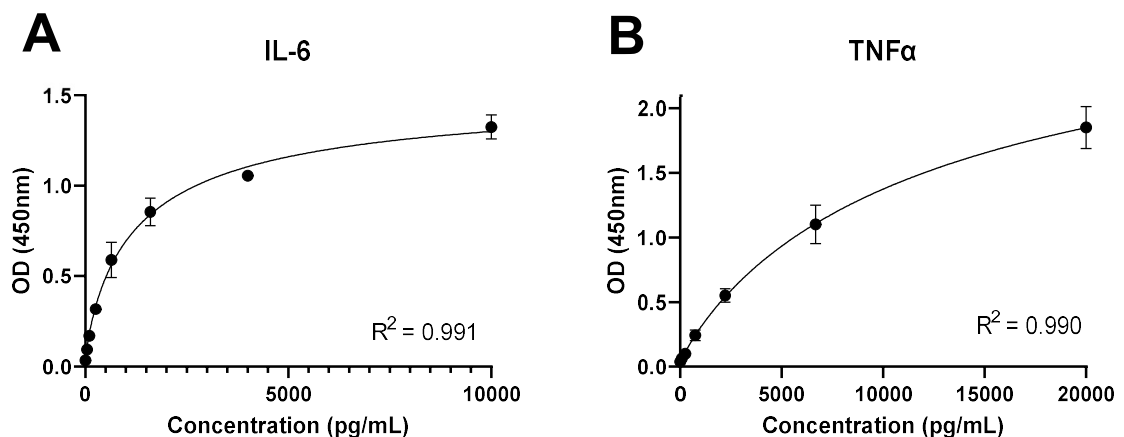 A
IL-6
OD (450nm)
1.5
1.0
0.5
0.0
R² = 0.991
0
5000
10000
Concentration (pg/mL)
B
TNFα
OD (450nm)
2.0
1.5
1.0
0.5
0.0
R² = 0.990
0
5000
10000
15000
20000
Concentration (pg/mL)